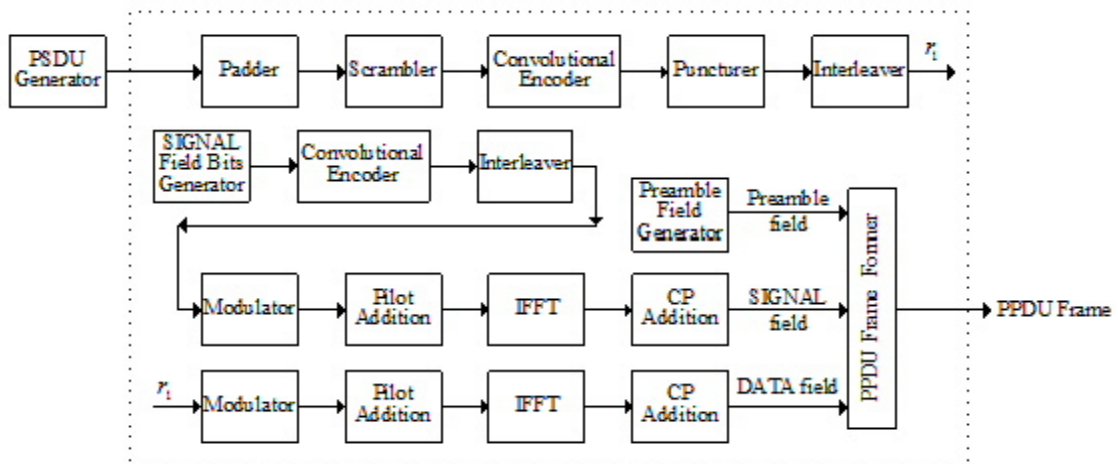 PSDU
Generator
Padder
Scrambler
Convolutional
Encoder
Puncturer
Interleaver
r1
SIGNAL
Field Bits
Generator
Convolutional
Encoder
Interleaver
Preamble
Field
Generator
Preamble
field
Modulator
Pilot
Addition
IFFT
CP
Addition
SIGNAL
field
PPDU Frame Former
PPDU Frame
r1
Modulator
Pilot
Addition
IFFT
CP
Addition
DATA field